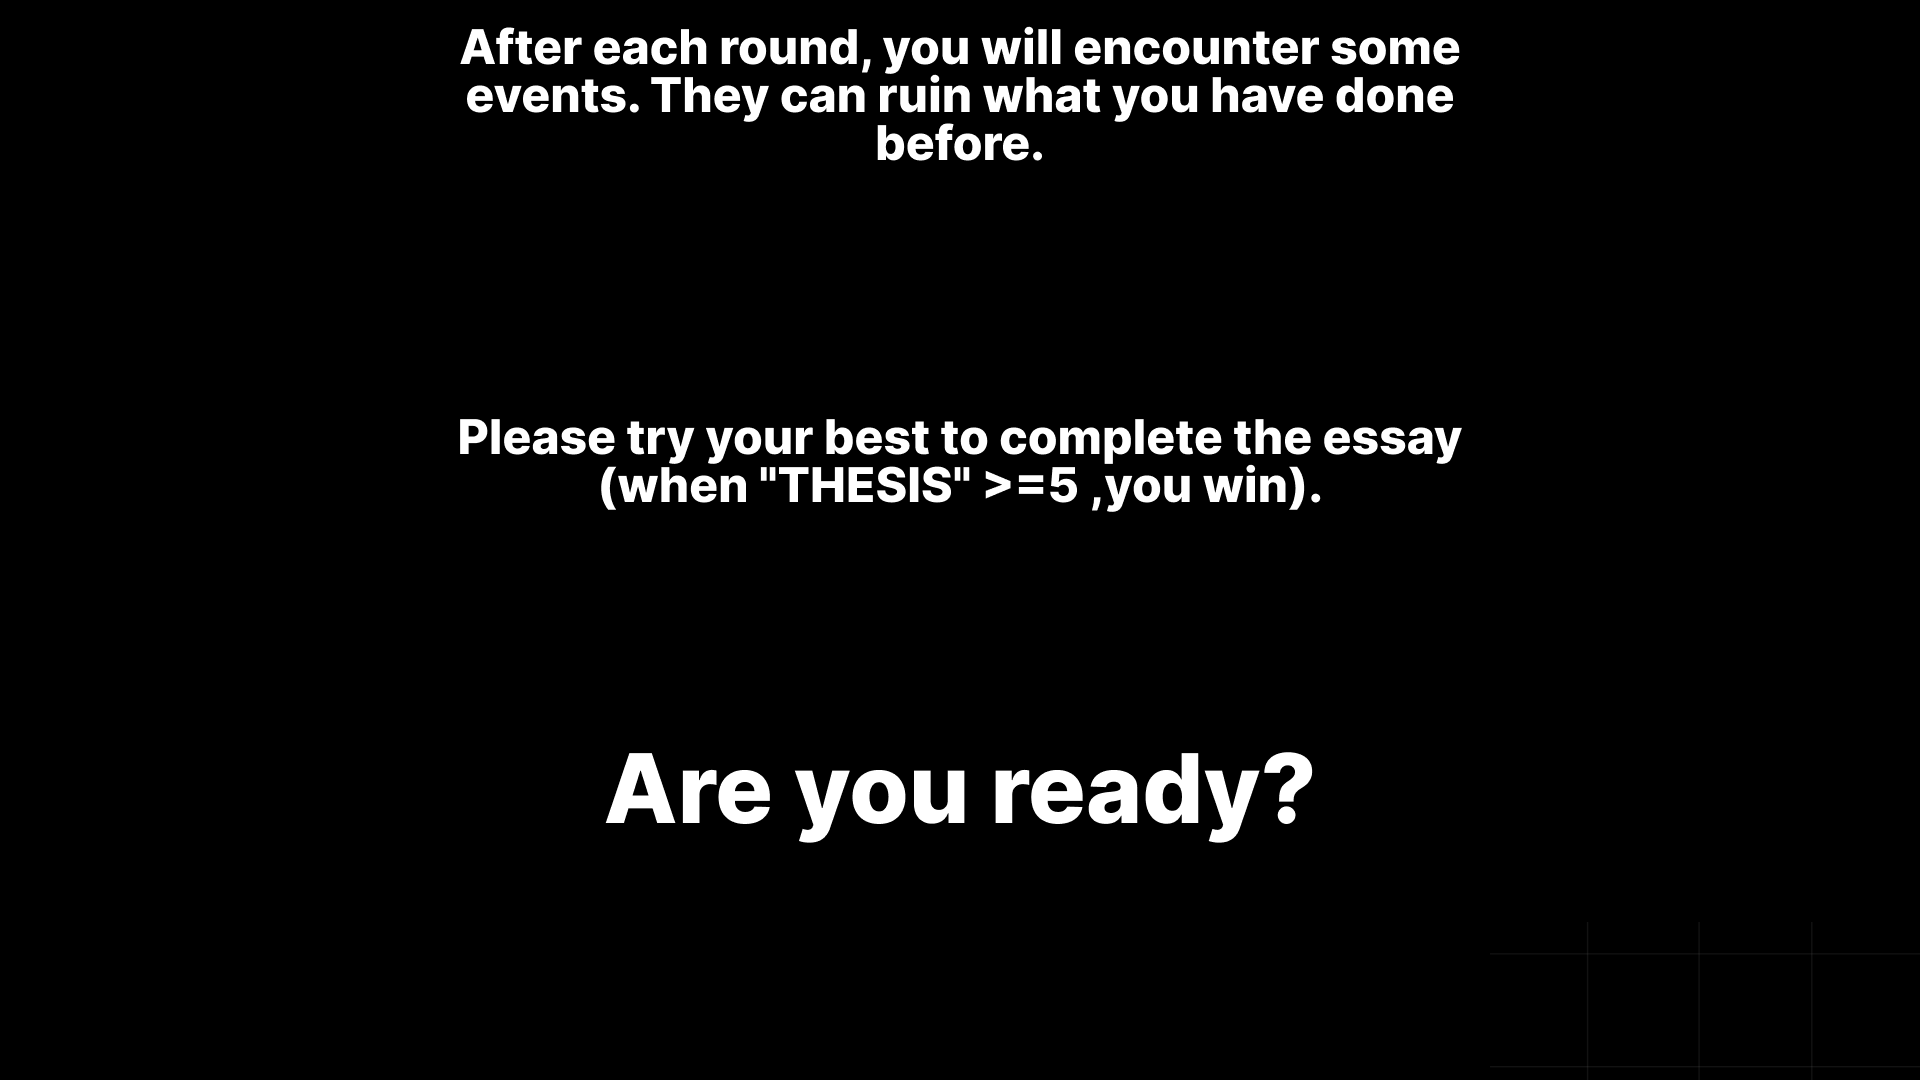 After each round, you will encounter some
events. They can ruin what you have done
before.
Please try your best to complete the essay
(when "THESIS" >=5 ,you win).
Are you ready?